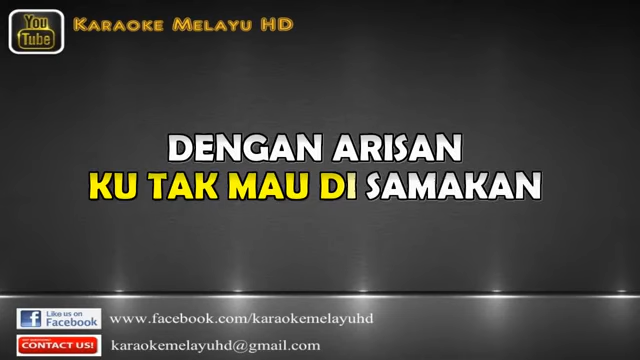 You Tube
KARAOKE MELAYU HD
DENGAN ARISAN
KU TAK MAU DI SAMAKAN
Like us on
Facebook
www.facebook.com/karaokemelayuhd
CONTACT US!
karaokemelayuhd@gmail.com